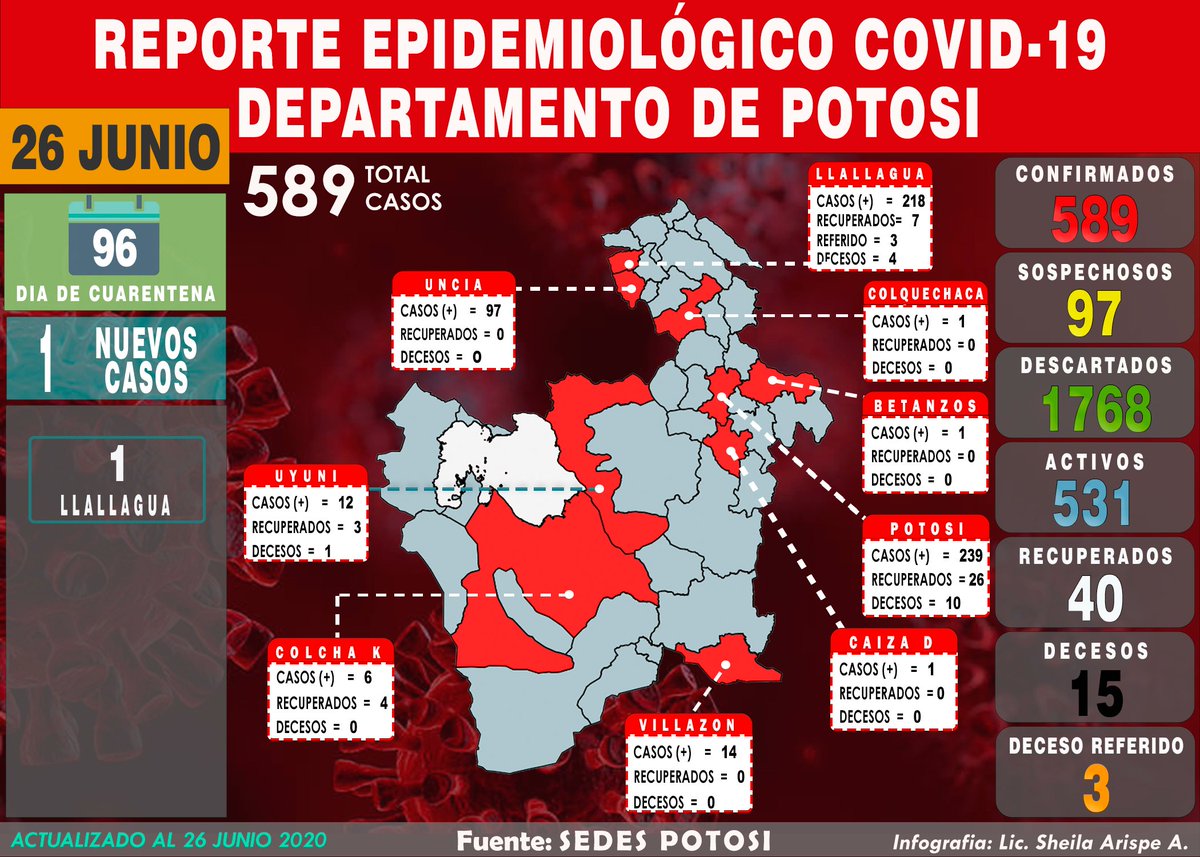 REPORTE EPIDEMIOLÓGICO COVID-19
DEPARTAMENTO DE POTOSI
26 JUNIO
96
DIA DE CUARENTENA
1 NUEVOS
CASOS
1
LLALLAGUA
589 TOTAL
CASOS
LLALLAGUA
CASOS (+) = 218
RECUPERADOS= 7
REFERIDO = 3
DECESOS = 4
UNCIA
CASOS (+) = 97
RECUPERADOS = 0
DECESOS = 0
COLQUECHACA
CASOS (+) = 1
RECUPERADOS =0
DECESOS = 0
BETANZOS
CASOS (+) = 1
RECUPERADOS =0
DECESOS = 0
UYUNI
CASOS (+) = 12
RECUPERADOS = 3
DECESOS = 1
POTOSI
CASOS (+) = 239
RECUPERADOS =26
DECESOS = 10
COLCHA K
CASOS (+) = 6
RECUPERADOS = 4
DECESOS = 0
CAIZA D
CASOS (+) = 1
RECUPERADOS =0
DECESOS = 0
VILLAZON
CASOS (+) = 14
RECUPERADOS = 0
DECESOS = 0
CONFIRMADOS
589
SOSPECHOSOS
97
DESCARTADOS
1768
ACTIVOS
531
RECUPERADOS
40
DECESOS
15
DECESO REFERIDO
3
ACTUALIZADO AL 26 JUNIO 2020
Fuente: SEDES POTOSI
Infografia: Lic. Sheila Arispe A.